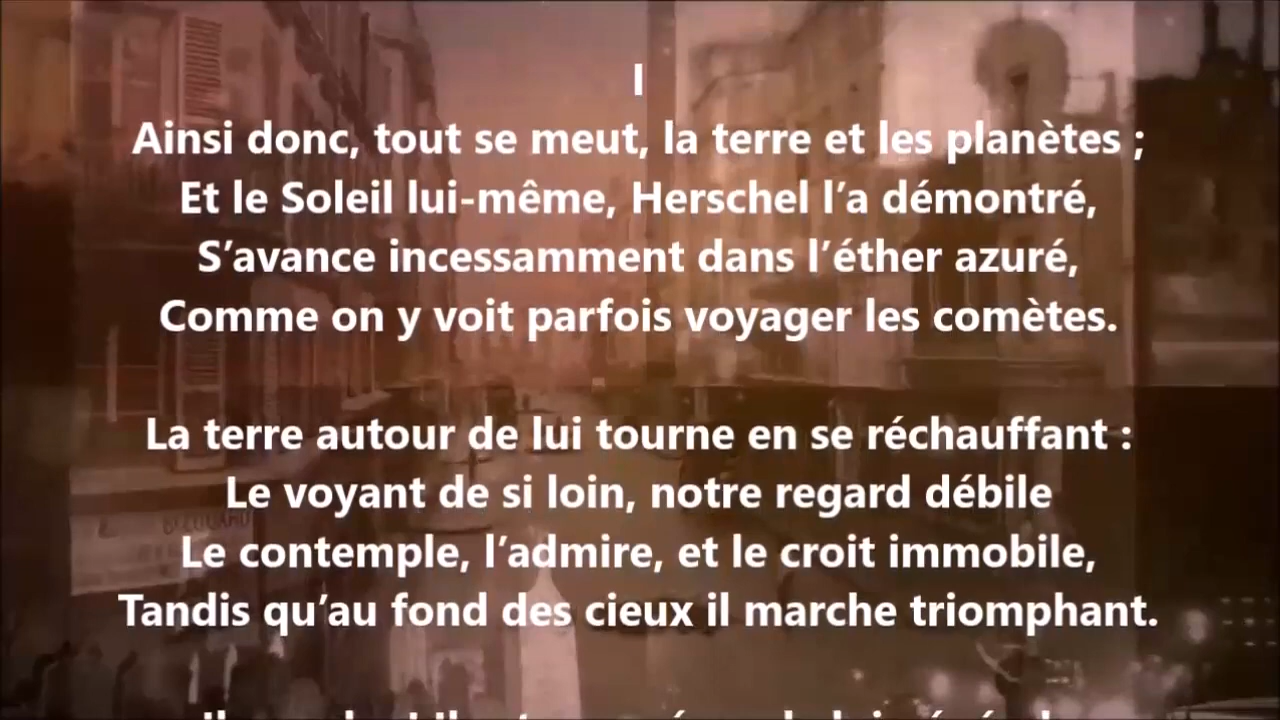 I
Ainsi donc, tout se meut, la terre et les planètes ;
Et le Soleil lui-même, Herschel l’a démontré,
S’avance incessamment dans l’éther azuré,
Comme on y voit parfois voyager les comètes.
La terre autour de lui tourne en se réchauffant :
Le voyant de si loin, notre regard débile
Le contemple, l’admire, et le croit immobile,
Tandis qu’au fond des cieux il marche triomphant.